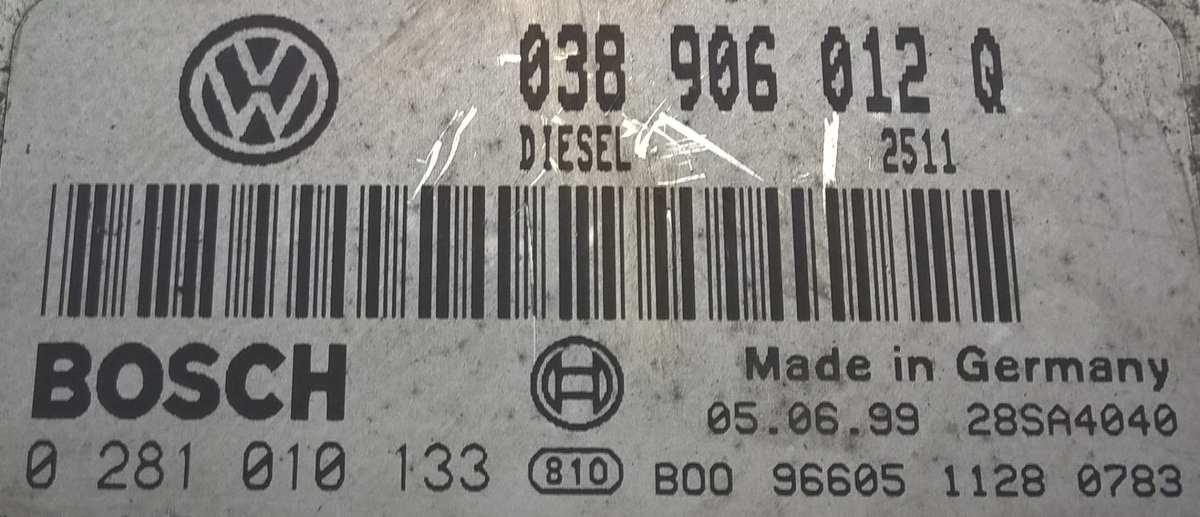 038 906 012 Q
DIESEL 2511
BOSCH
Made in Germany
05.06.99 28SA4040
0 281 010 133 810 B00 96605 1128 0783